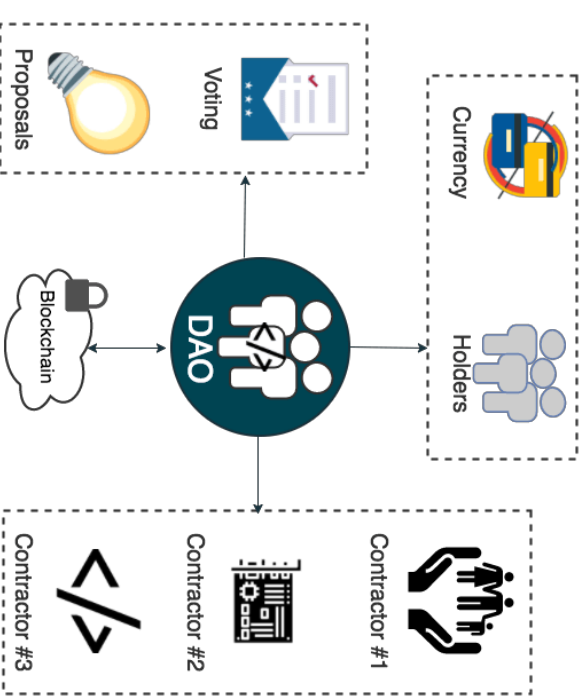 Currency
Holders
Voting
Proposals
</>
DAO
Blockchain
Contractor #1
Contractor #2
Contractor #3
</>